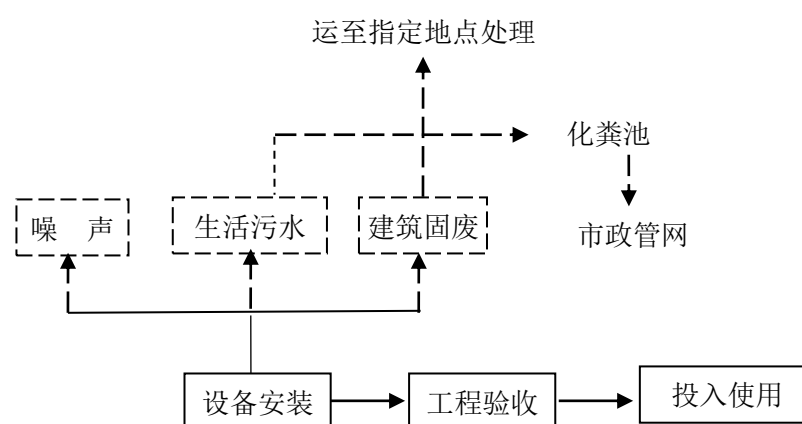 运至指定地点处理
化粪池
噪 声
生活污水
建筑固废
市政管网
设备安装
工程验收
投入使用